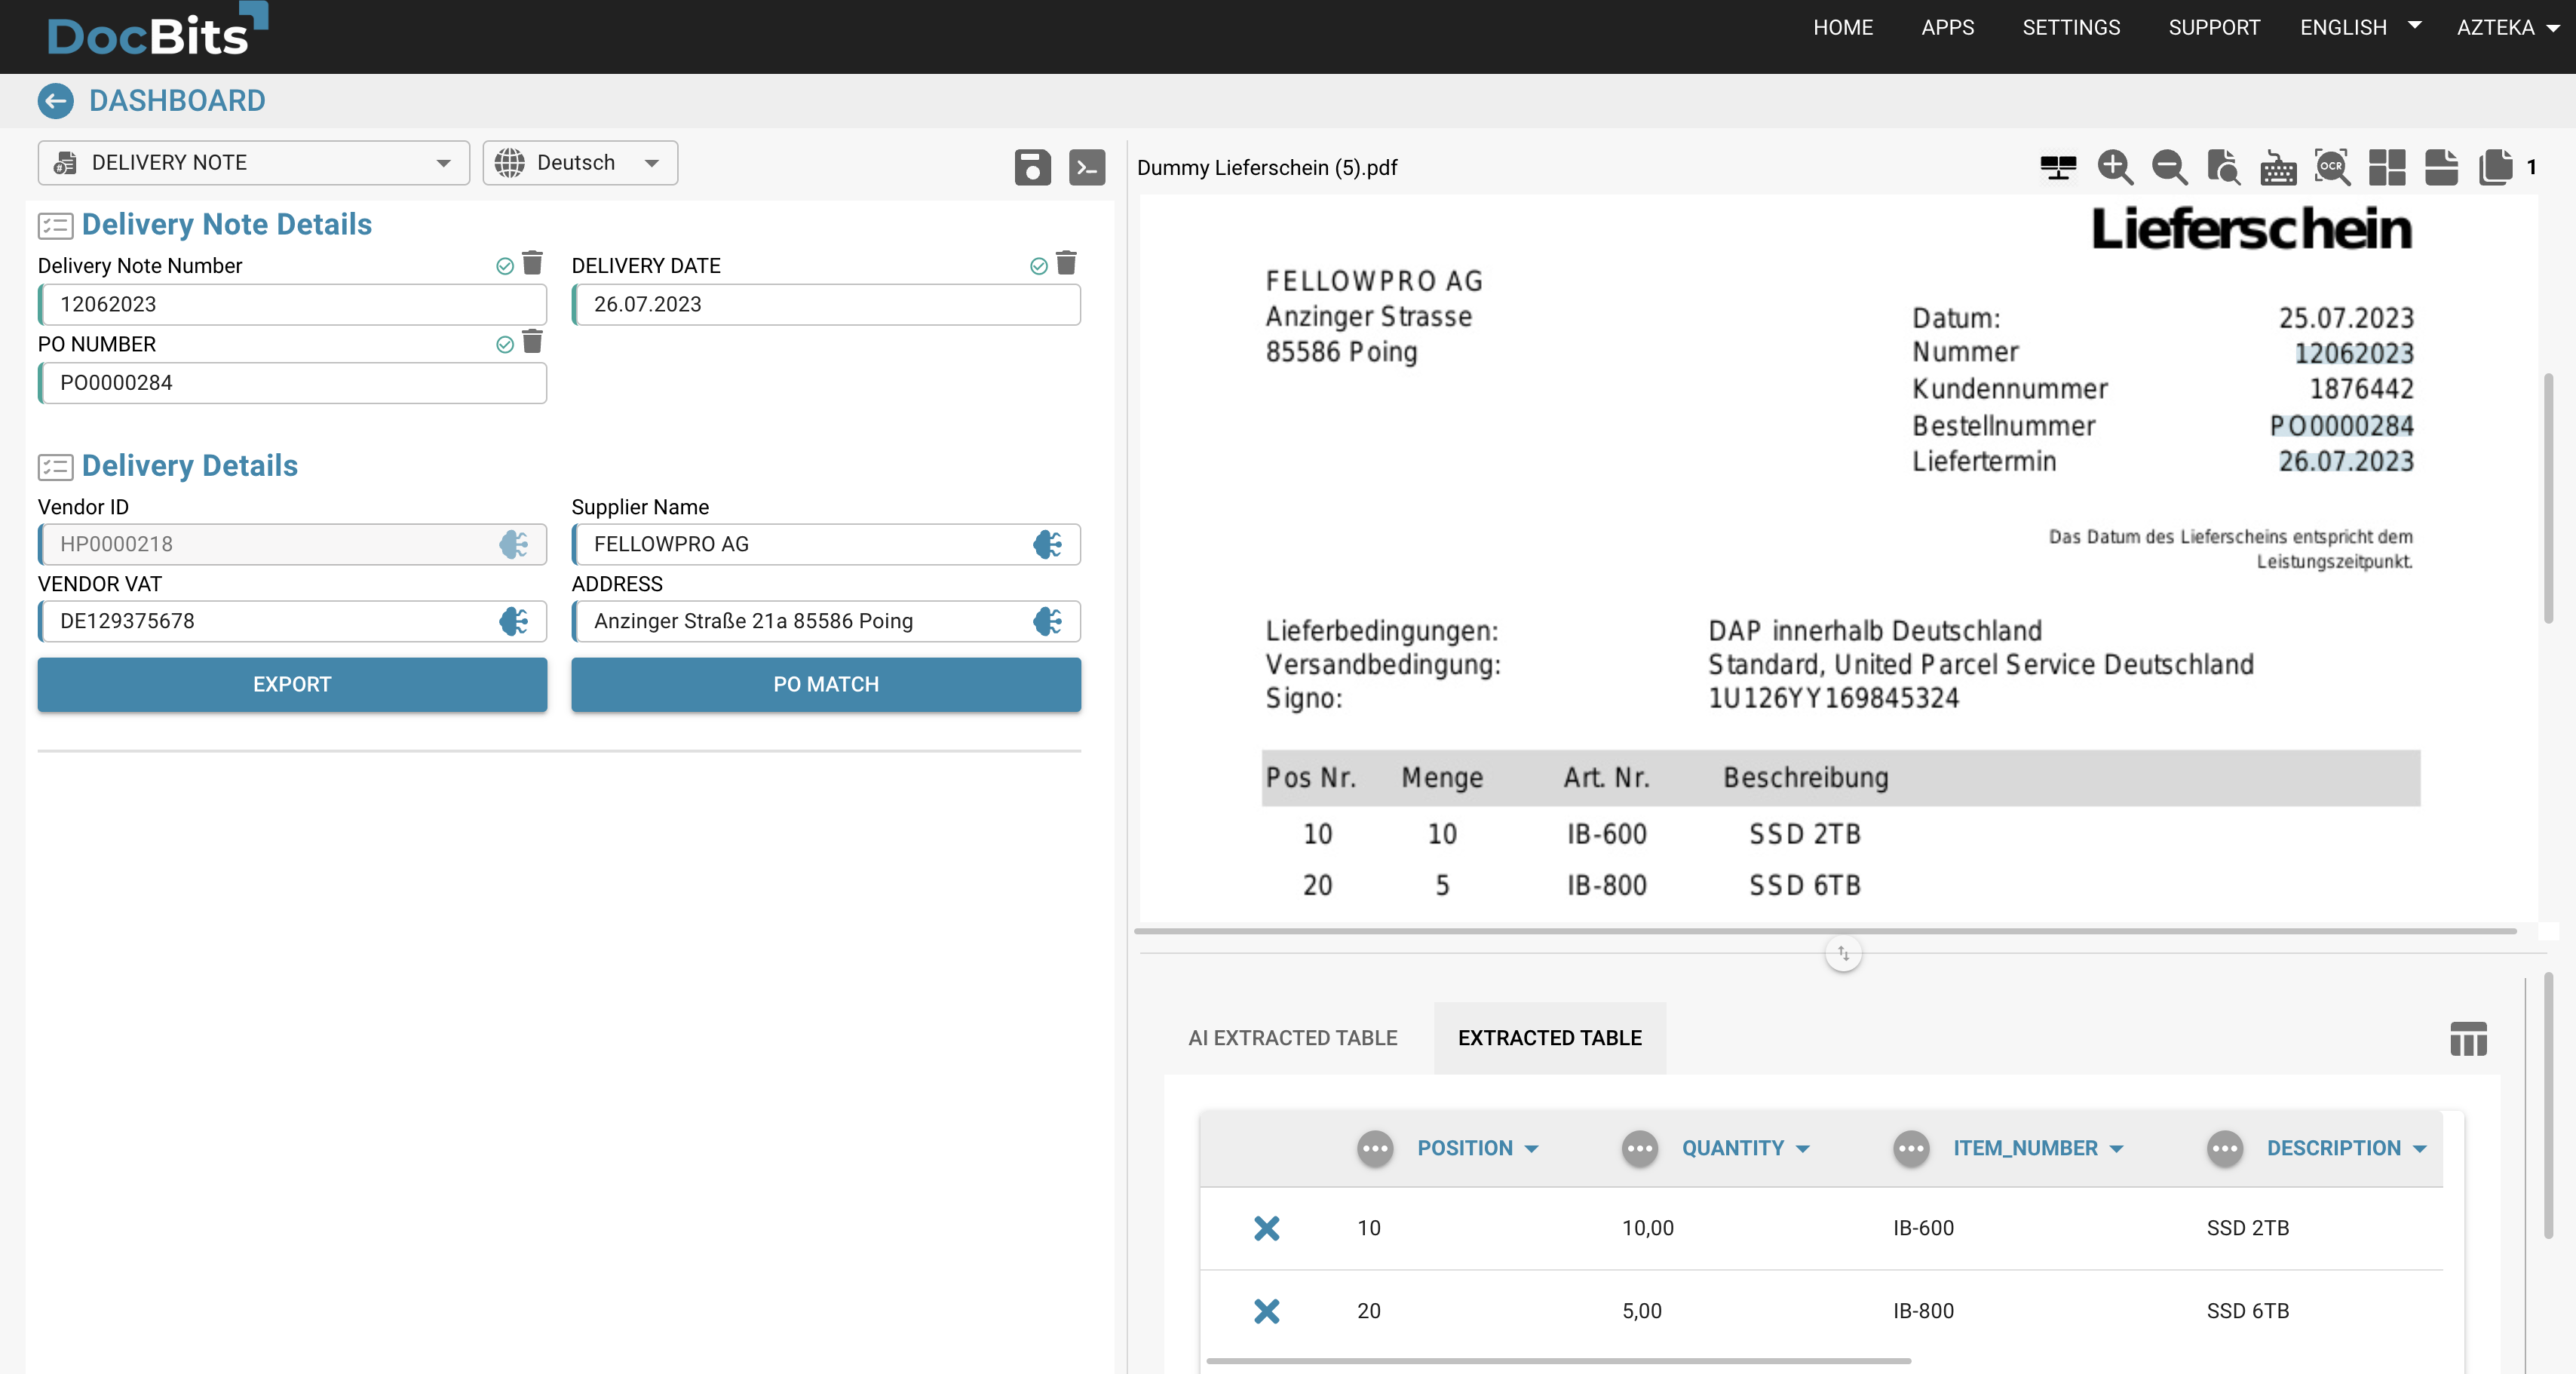 DocBits
HOME APPS SETTINGS SUPPORT ENGLISH AZTEKA
DASHBOARD
DELIVERY NOTE Deutsch
Delivery Note Details
Delivery Note Number DELIVERY DATE
12062023 26.07.2023
PO NUMBER
PO0000284
Delivery Details
Vendor ID Supplier Name
HP0000218 FELLOWPRO AG
VENDOR VAT ADDRESS
DE129375678 Anzinger Straße 21a 85586 Poing
EXPORT PO MATCH
Dummy Lieferschein (5).pdf
OCR
1
Lieferschein
FELLOWPRO AG
Anzinger Strasse
85586 Poing
Datum: 25.07.2023
Nummer 12062023
Kundennummer 1876442
Bestellnummer PO0000284
Liefertermin 26.07.2023
Das Datum des Lieferscheins entspricht dem
Leistungszeitpunkt.
Lieferbedingungen: DAP innerhalb Deutschland
Versandbedingung: Standard, United Parcel Service Deutschland
Signo: 1U126YY169845324
Pos Nr. Menge Art. Nr. Beschreibung
10 10 IB-600 SSD 2TB
20 5 IB-800 SSD 6TB
AI EXTRACTED TABLE EXTRACTED TABLE
POSITION QUANTITY ITEM_NUMBER DESCRIPTION
10 10,00 IB-600 SSD 2TB
20 5,00 IB-800 SSD 6TB